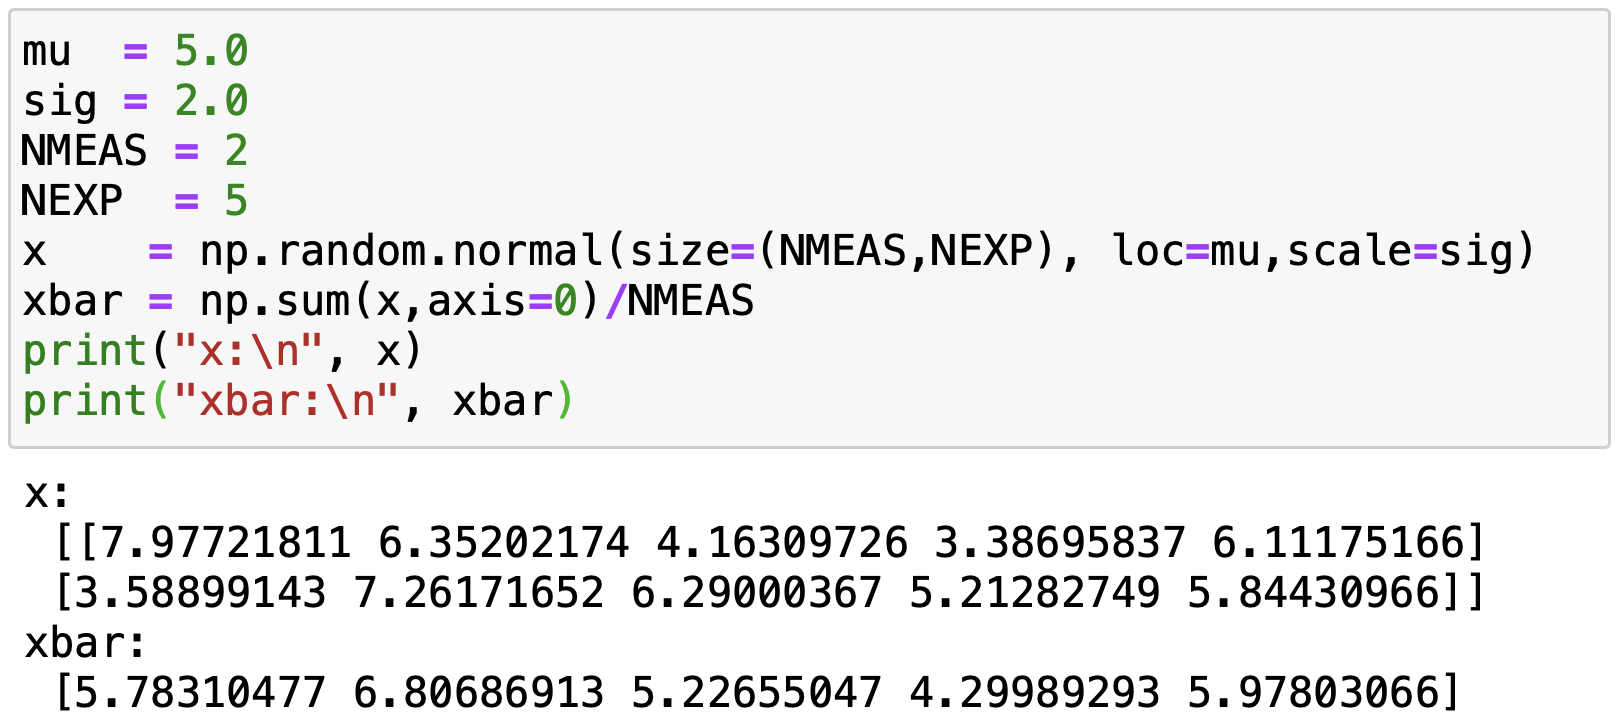 mu  = 5.0
sig = 2.0
NMEAS = 2
NEXP  = 5
x    = np.random.normal(size=(NMEAS,NEXP), loc=mu,scale=sig)
xbar = np.sum(x,axis=0)/NMEAS
print("x:\n", x)
print("xbar:\n", xbar)
x:
[[7.97721811 6.35202174 4.16309726 3.38695837 6.11175166]
[3.58899143 7.26171652 6.29000367 5.21282749 5.84430966]]
xbar:
[5.78310477 6.80686913 5.22655047 4.29989293 5.97803066]